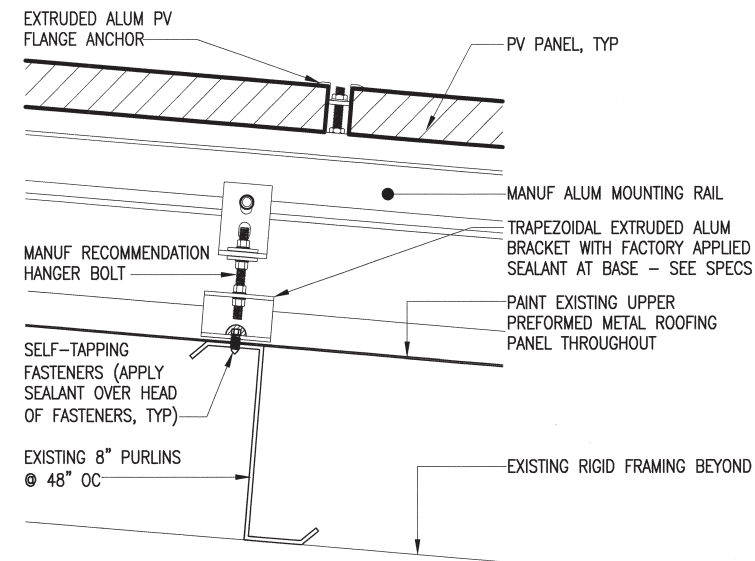 EXTRUDED ALUM PV
FLANGE ANCHOR
PV PANEL, TYP
MANUF ALUM MOUNTING RAIL
TRAPEZOIDAL EXTRUDED ALUM
BRACKET WITH FACTORY APPLIED
SEALANT AT BASE – SEE SPECS
MANUF RECOMMENDATION
HANGER BOLT
PAINT EXISTING UPPER
PREFORMED METAL ROOFING
PANEL THROUGHOUT
SELF–TAPPING
FASTENERS (APPLY
SEALANT OVER HEAD
OF FASTENERS, TYP)
EXISTING 8" PURLINS
@ 48" OC
EXISTING RIGID FRAMING BEYOND